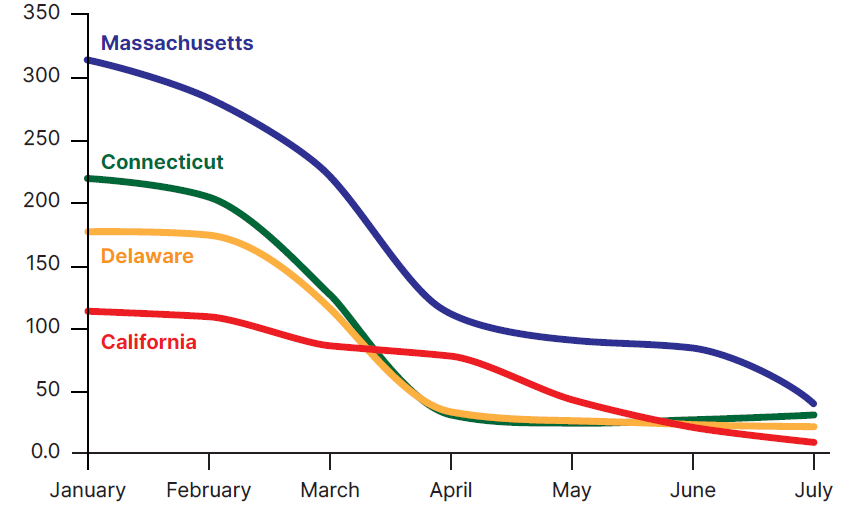 350
Massachusetts
300
250
Connecticut
200
Delaware
150
100
California
50
0.0
January February March April May June July